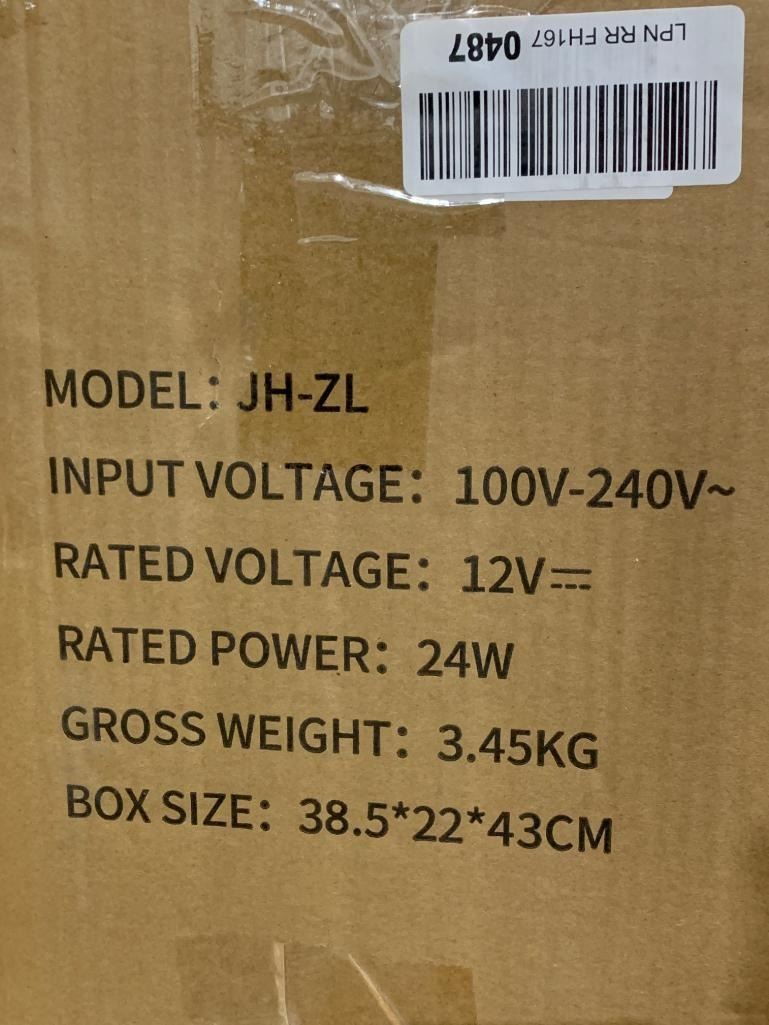 LPN RR FH167 0487
MODEL: JH-ZL
INPUT VOLTAGE: 100V-240V~
RATED VOLTAGE: 12V⎓
RATED POWER: 24W
GROSS WEIGHT: 3.45KG
BOX SIZE: 38.5*22*43CM